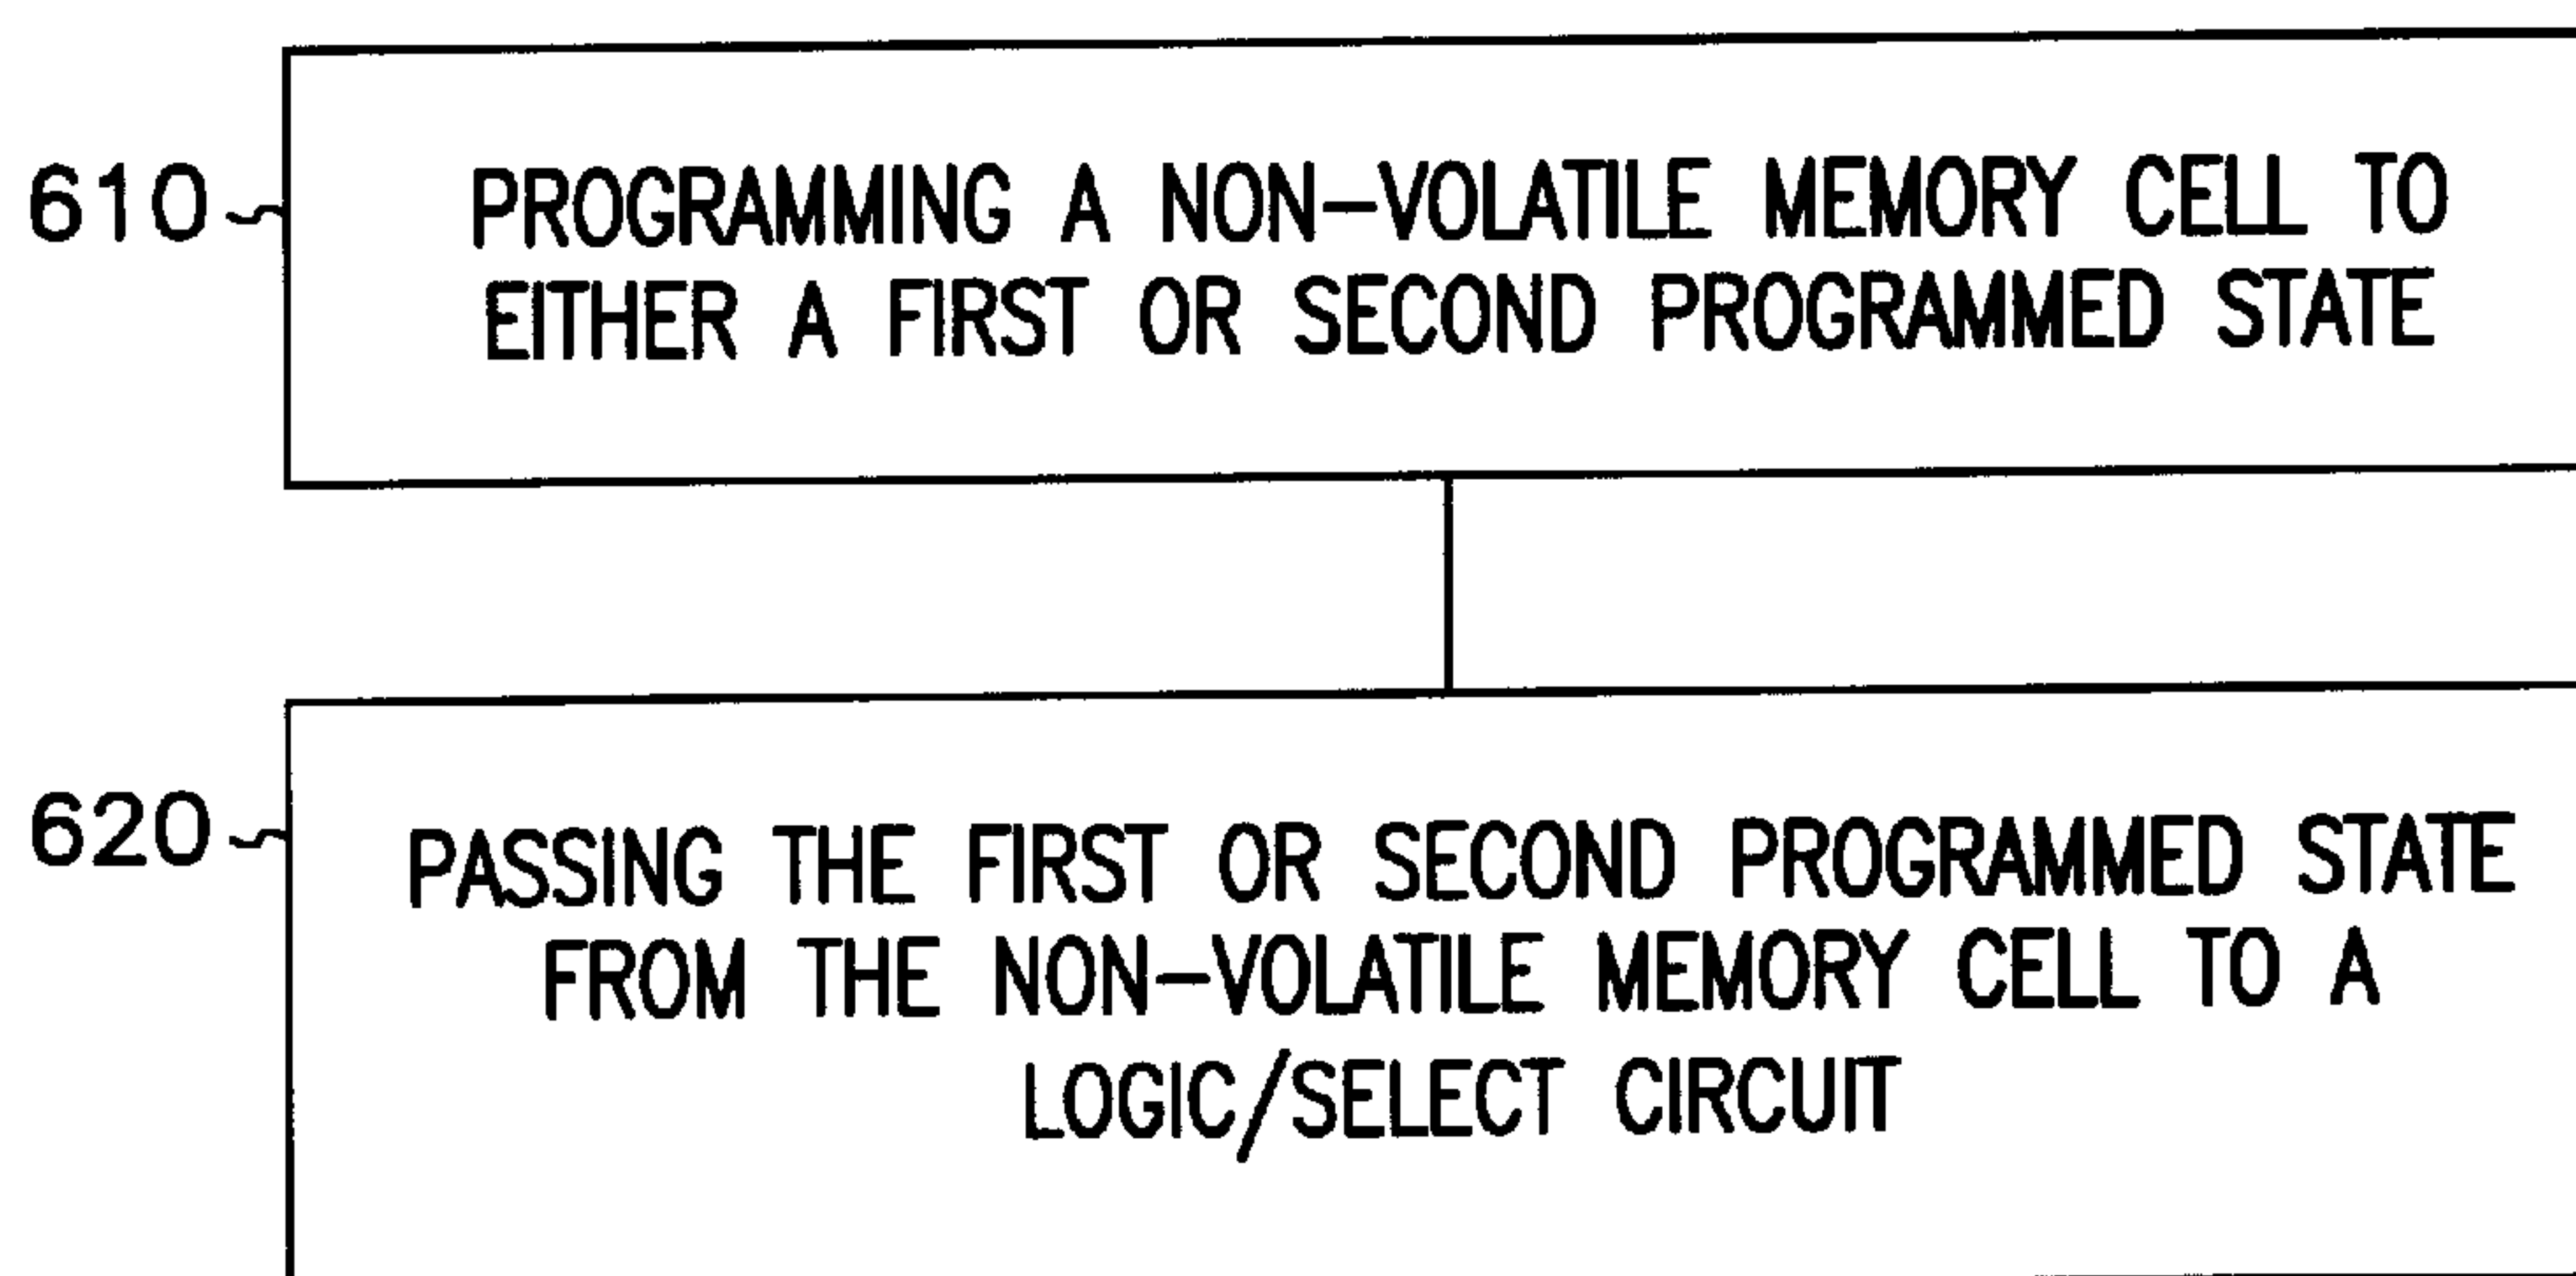 610
PROGRAMMING A NON-VOLATILE MEMORY CELL TO
EITHER A FIRST OR SECOND PROGRAMMED STATE
620
PASSING THE FIRST OR SECOND PROGRAMMED STATE
FROM THE NON-VOLATILE MEMORY CELL TO A
LOGIC/SELECT CIRCUIT